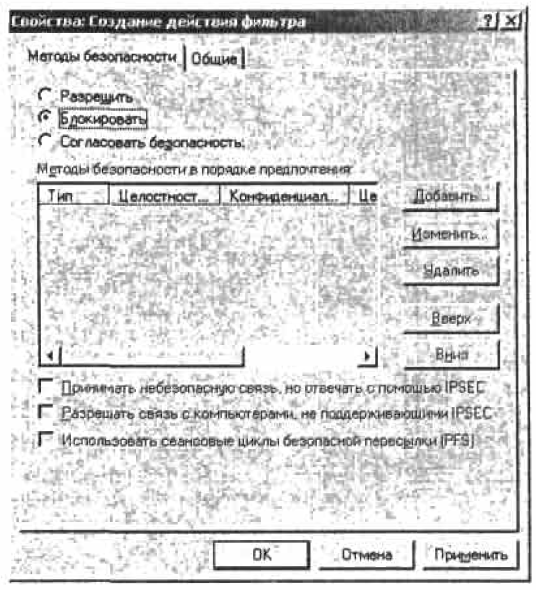 Свойства: Создание действия фильтра
Методы безопасности Общие
Разрешить
Блокировать
Согласовать безопасность:
Методы безопасности в порядке предпочтения:
Тип Целостност... Конфиденциал... Це
Добавить...
Изменить...
Удалить
Вверх
Вниз
Принимать небезопасную связь, но отвечать с помощью IPSEC
Разрешать связь с компьютерами, не поддерживающими IPSEC
Использовать сеансовые циклы безопасной пересылки (PFS)
OK Отмена Применить